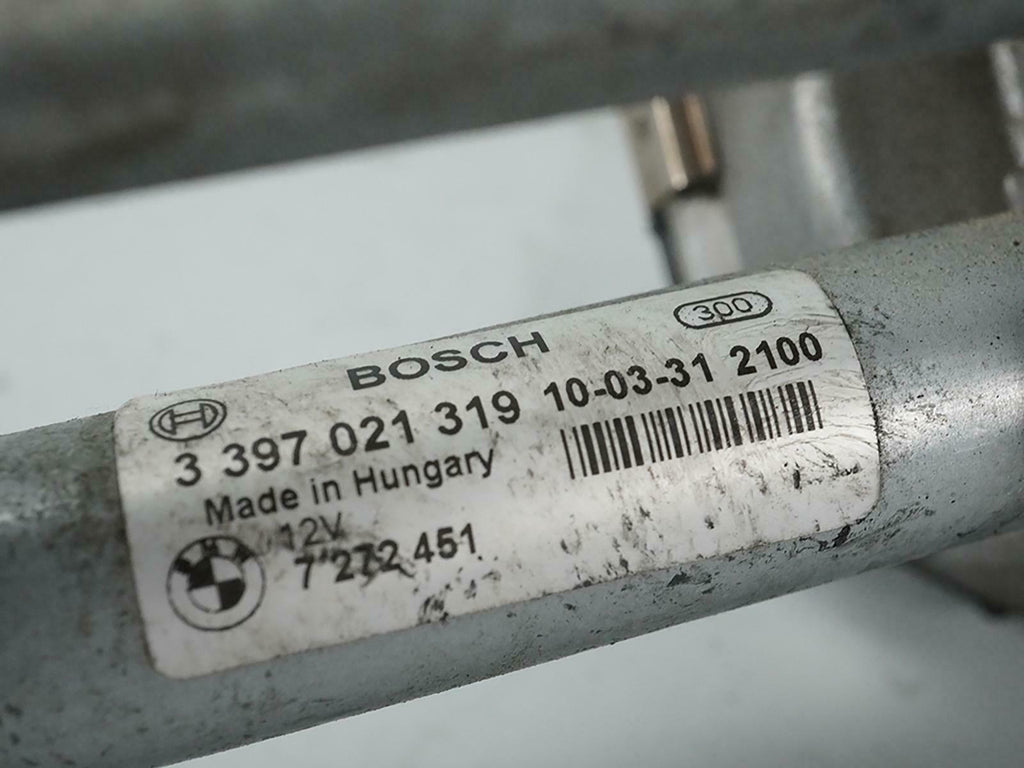 300
BOSCH
3 397 021 319 10-03-31 2100
Made in Hungary
12V
7 272 451